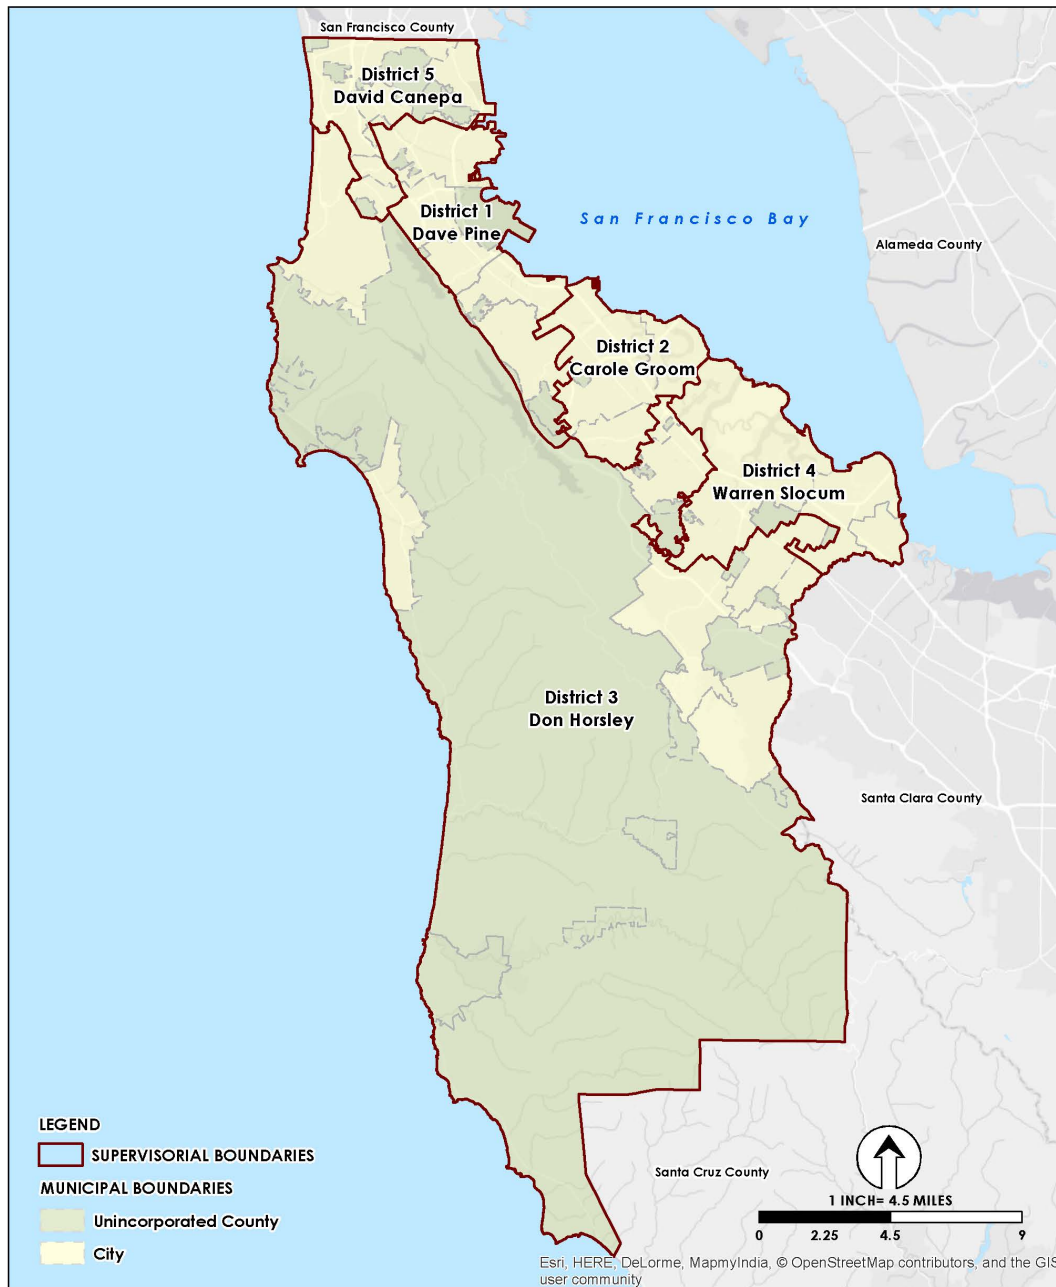 San Francisco County
District 5
David Canepa
District 1
Dave Pine
San Francisco Bay
Alameda County
District 2
Carole Groom
District 4
Warren Slocum
District 3
Don Horsley
Santa Clara County
LEGEND
SUPERVISORIAL BOUNDARIES
MUNICIPAL BOUNDARIES
Unincorporated County
City
Santa Cruz County
1 INCH= 4.5 MILES
0 2.25 4.5 9
Esri, HERE, DeLorme, MapmyIndia, © OpenStreetMap contributors, and the GIS
user community